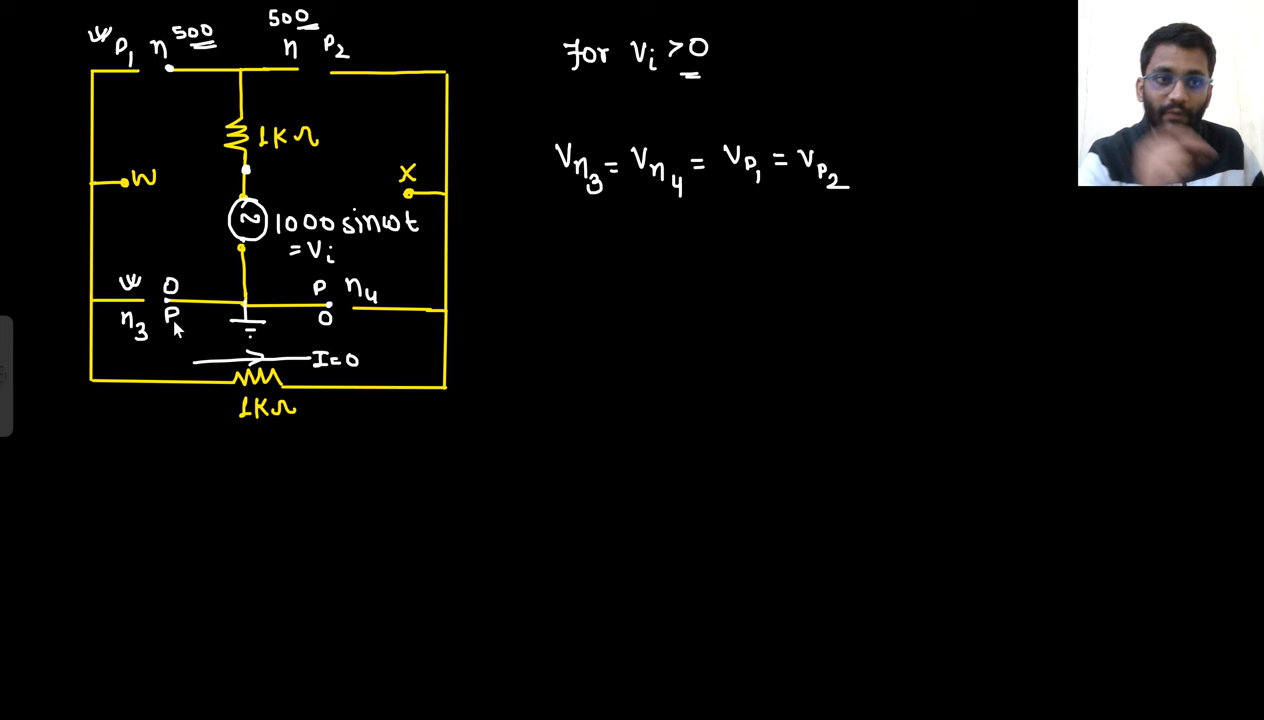 ψ P₁ n 500
500 n P₂
1KΩ
W
X
1000 sinωt
= Vᵢ
ψ 0
n₃ P
P n₄
0
I=0
1KΩ
For Vᵢ > 0
Vn₃ = Vn₄ = VP₁ = VP₂